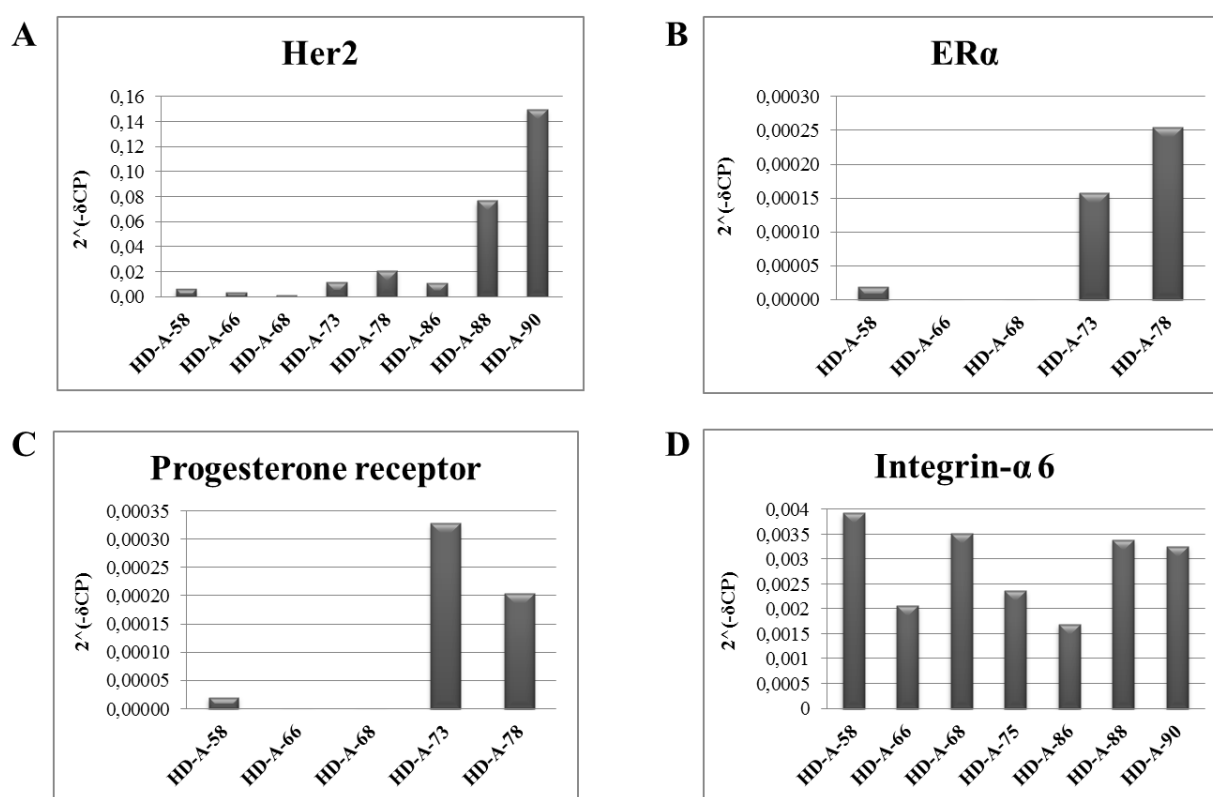 A
Her2
2^(-δCP)
0,16
0,14
0,12
0,10
0,08
0,06
0,04
0,02
0,00
HD-A-58
HD-A-66
HD-A-68
HD-A-73
HD-A-78
HD-A-86
HD-A-88
HD-A-90
B
ERα
2^(-δCP)
0,00030
0,00025
0,00020
0,00015
0,00010
0,00005
0,00000
HD-A-58
HD-A-66
HD-A-68
HD-A-73
HD-A-78
C
Progesterone receptor
2^(-δCP)
0,00035
0,00030
0,00025
0,00020
0,00015
0,00010
0,00005
0,00000
HD-A-58
HD-A-66
HD-A-68
HD-A-73
HD-A-78
D
Integrin-α 6
2^(-δCP)
0,004
0,0035
0,003
0,0025
0,002
0,0015
0,001
0,0005
0
HD-A-58
HD-A-66
HD-A-68
HD-A-75
HD-A-86
HD-A-88
HD-A-90